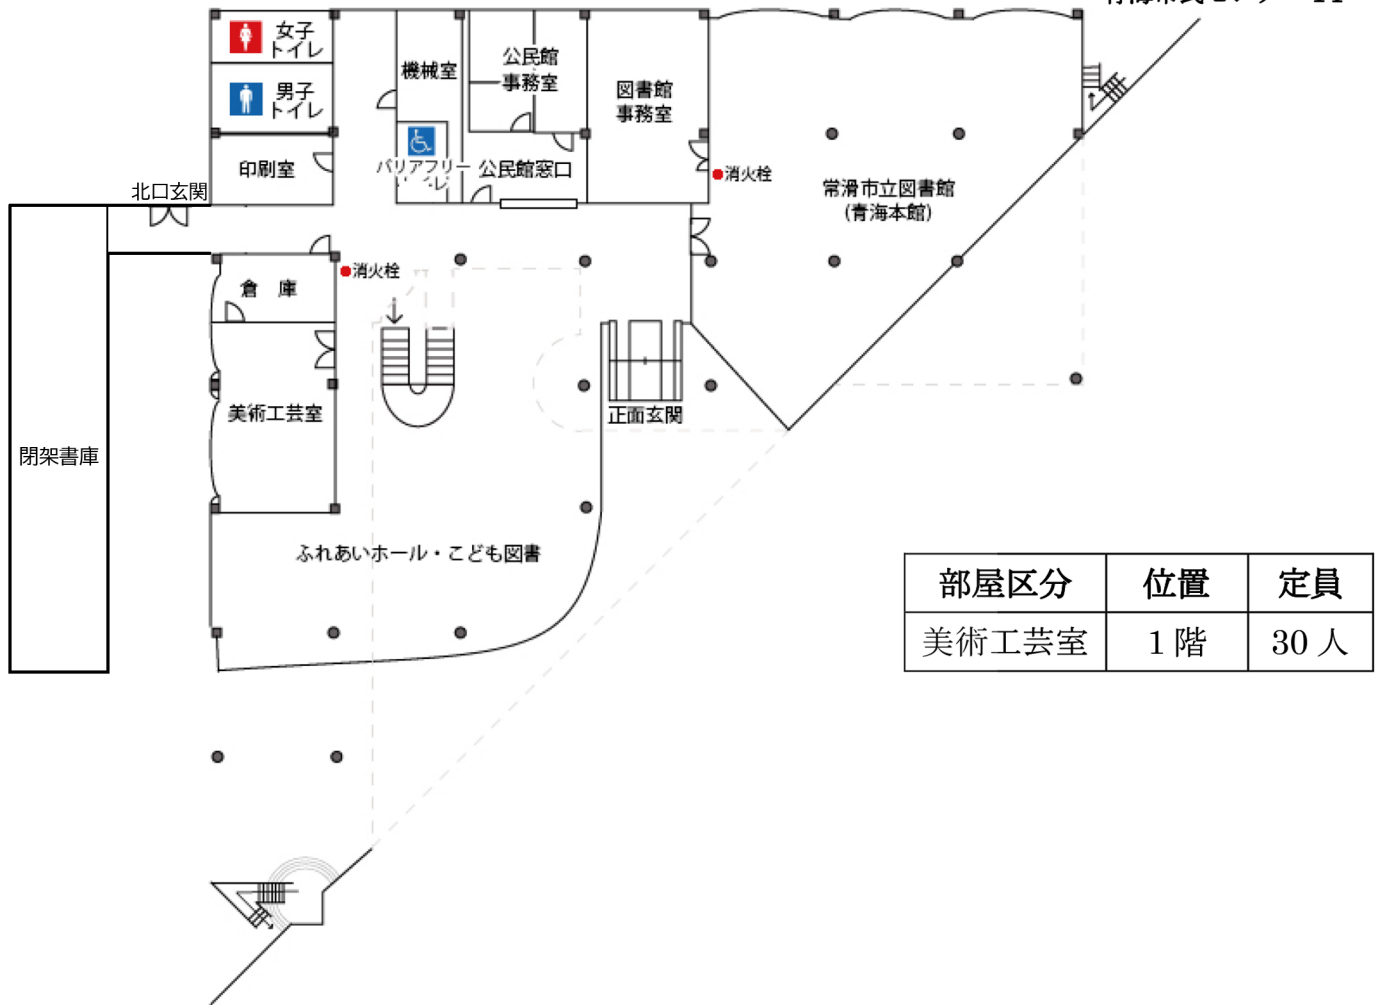 女子
トイレ
男子
トイレ
印刷室
機械室
公民館
事務室
図書館
事務室
バリアフリー
公民館窓口
消火栓
常滑市立図書館
(青海本館)
北口玄関
消火栓
倉 庫
美術工芸室
正面玄関
閉架書庫
ふれあいホール・こども図書
部屋区分 位置 定員
美術工芸室 1階 30人